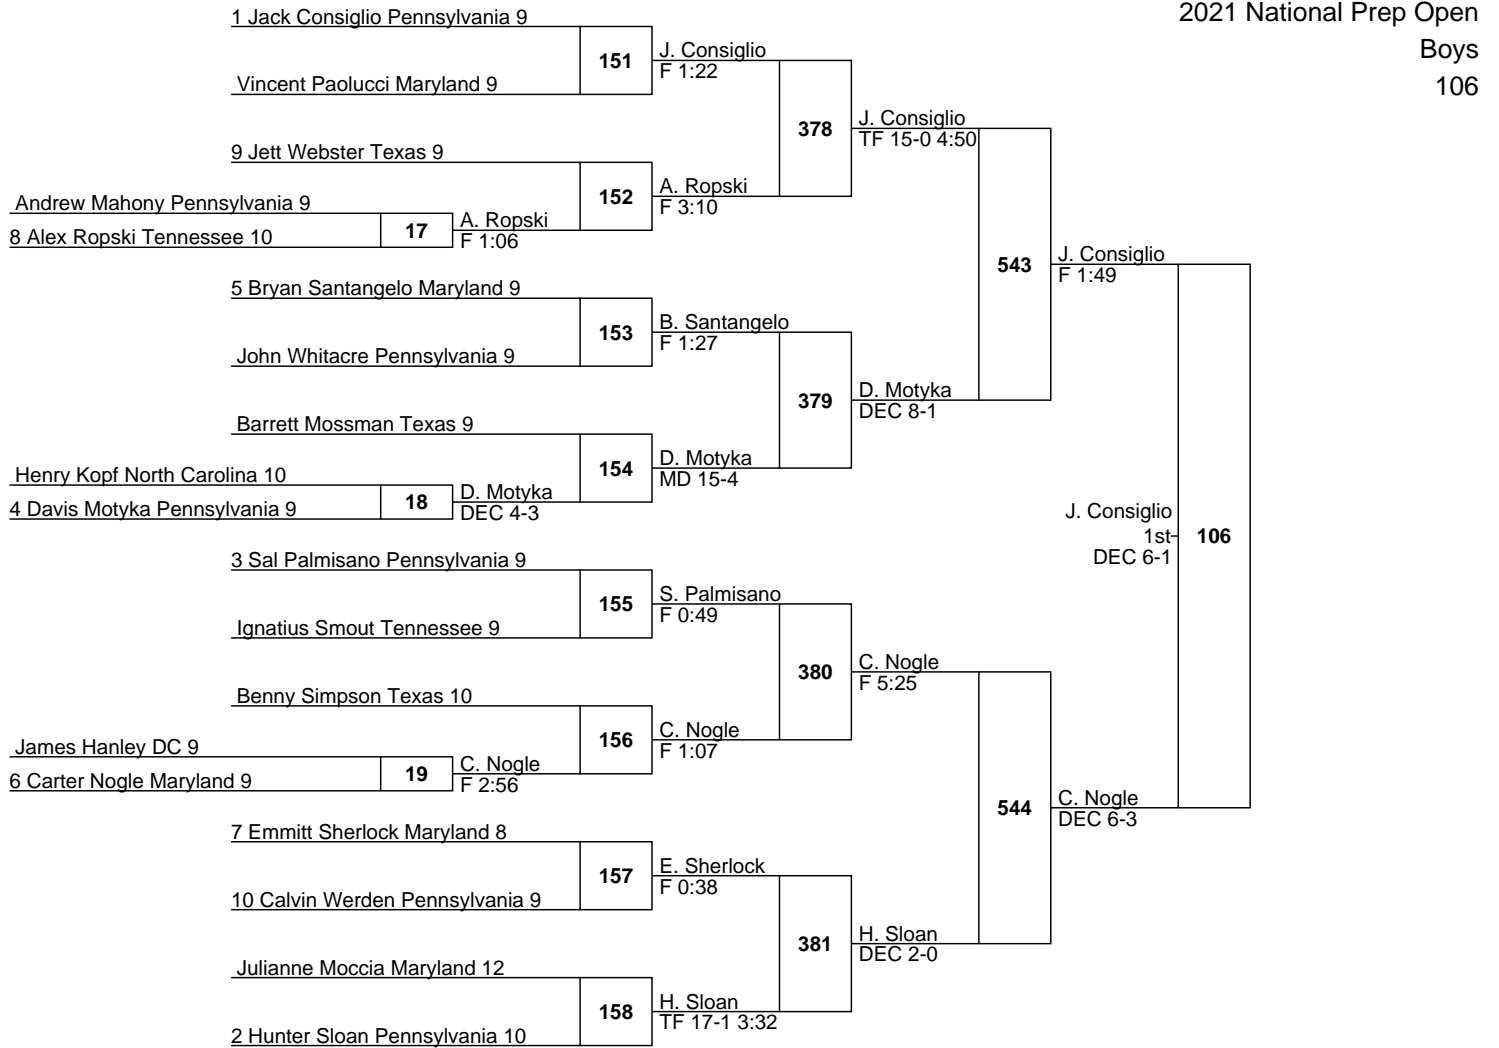 2021 National Prep Open
Boys
106
1 Jack Consiglio Pennsylvania 9
151
J. Consiglio
F 1:22
Vincent Paolucci Maryland 9
378
J. Consiglio
TF 15-0 4:50
9 Jett Webster Texas 9
152
A. Ropski
F 3:10
Andrew Mahony Pennsylvania 9
17
A. Ropski
F 1:06
8 Alex Ropski Tennessee 10
543
J. Consiglio
F 1:49
5 Bryan Santangelo Maryland 9
153
B. Santangelo
F 1:27
John Whitacre Pennsylvania 9
379
D. Motyka
DEC 8-1
Barrett Mossman Texas 9
154
D. Motyka
MD 15-4
Henry Kopf North Carolina 10
18
D. Motyka
DEC 4-3
4 Davis Motyka Pennsylvania 9
J. Consiglio
1st
DEC 6-1
106
3 Sal Palmisano Pennsylvania 9
155
S. Palmisano
F 0:49
Ignatius Smout Tennessee 9
380
C. Nogle
F 5:25
Benny Simpson Texas 10
156
C. Nogle
F 1:07
James Hanley DC 9
19
C. Nogle
F 2:56
6 Carter Nogle Maryland 9
544
C. Nogle
DEC 6-3
7 Emmitt Sherlock Maryland 8
157
E. Sherlock
F 0:38
10 Calvin Werden Pennsylvania 9
381
H. Sloan
DEC 2-0
Julianne Moccia Maryland 12
158
H. Sloan
TF 17-1 3:32
2 Hunter Sloan Pennsylvania 10